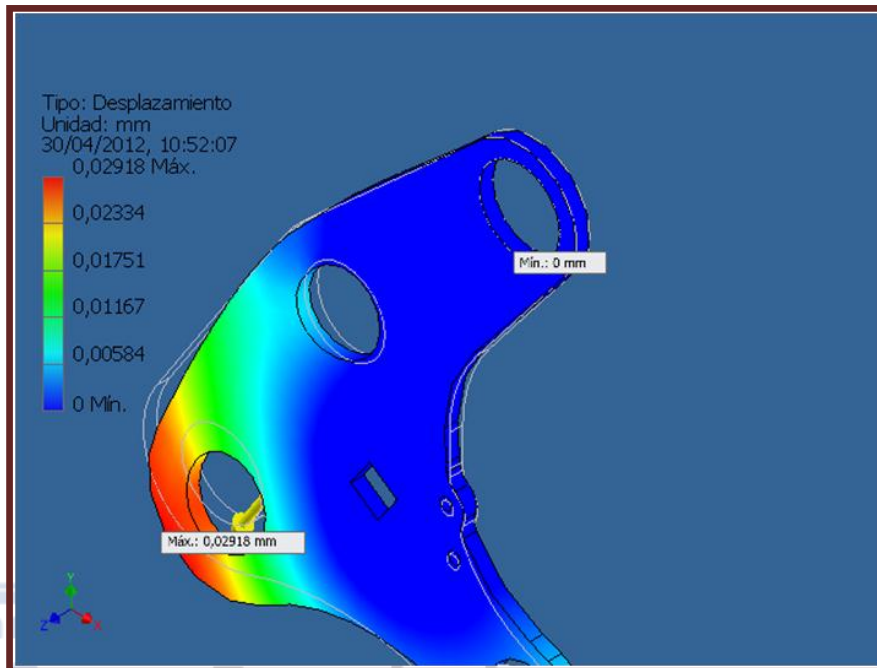 Tipo: Desplazamiento
Unidad: mm
30/04/2012, 10:52:07
0,02918 Máx.
0,02334
0,01751
0,01167
0,00584
0 Mín.
Mín.: 0 mm
Máx.: 0,02918 mm
Y
Z
X